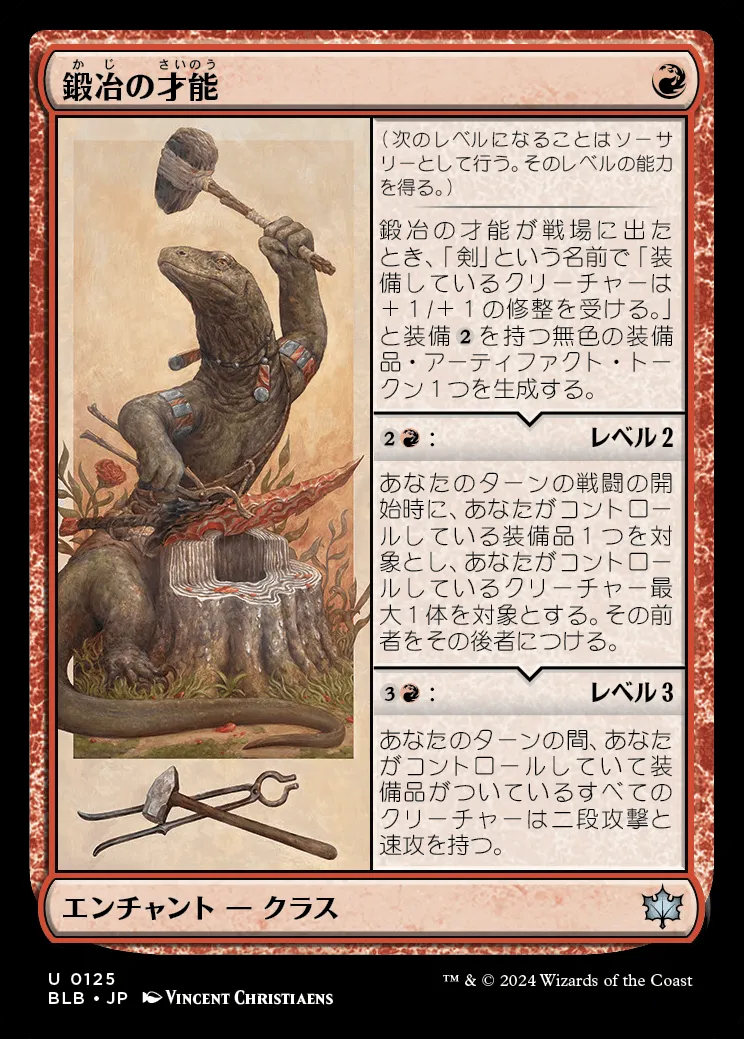 かじ さいのう
鍛冶の才能
（次のレベルになることはソーサ
リーとして行う。そのレベルの能力
を得る。）
鍛冶の才能が戦場に出た
とき、「剣」という名前で「装
備しているクリーチャーは
＋１/＋１の修整を受ける。」
と装備 2 を持つ無色の装備
品・アーティファクト・トー
クン１つを生成する。
2 : レベル 2
あなたのターンの戦闘の開
始時に、あなたがコントロー
ルしている装備品１つを対
象とし、あなたがコントロー
ルしているクリーチャー最
大１体を対象とする。その前
者をその後者につける。
3 : レベル 3
あなたのターンの間、あなた
がコントロールしていて装
備品がついているすべての
クリーチャーは二段攻撃と
速攻を持つ。
エンチャント — クラス
U 0125
BLB • JP VINCENT CHRISTIAENS
™ & © 2024 Wizards of the Coast